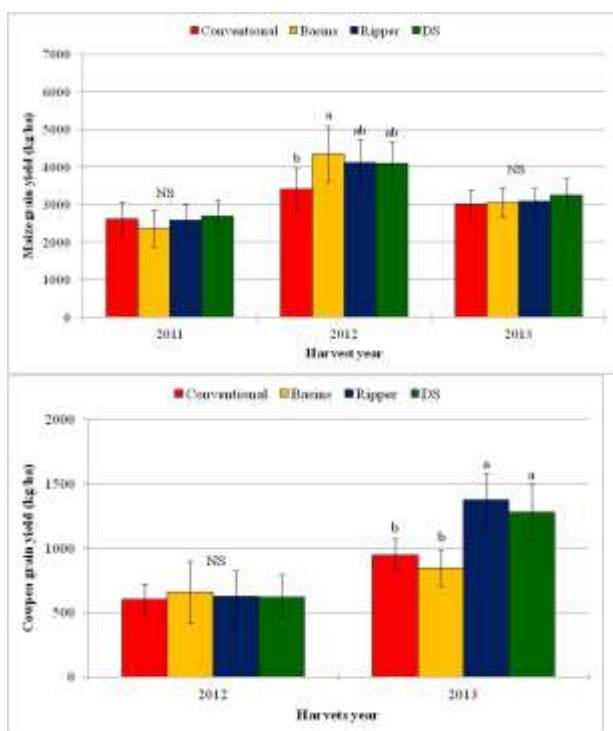 Conventional Basins Ripper DS
7000
6000
5000
4000
3000
2000
1000
0
Maize grain yield (kg/ha)
NS
b
a
ab
ab
NS
2011 2012 2013
Harvest year
Conventional Basins Ripper DS
2000
1500
1000
500
0
Cowpea grain yield (kg/ha)
NS
b
b
a
a
2012 2013
Harvets year